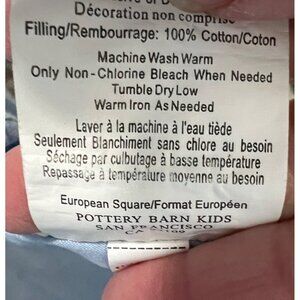 Décoration non comprise
Filling/Rembourrage: 100% Cotton/Coton
Machine Wash Warm
Only Non-Chlorine Bleach When Needed
Tumble Dry Low
Warm Iron As Needed
Laver à la machine à l'eau tiède
Seulement Blanchiment sans chlore au besoin
Séchage par culbutage à basse température
Repassage à température moyenne au besoin
European Square/Format Européen
POTTERY BARN KIDS
SAN FRANCISCO
CA